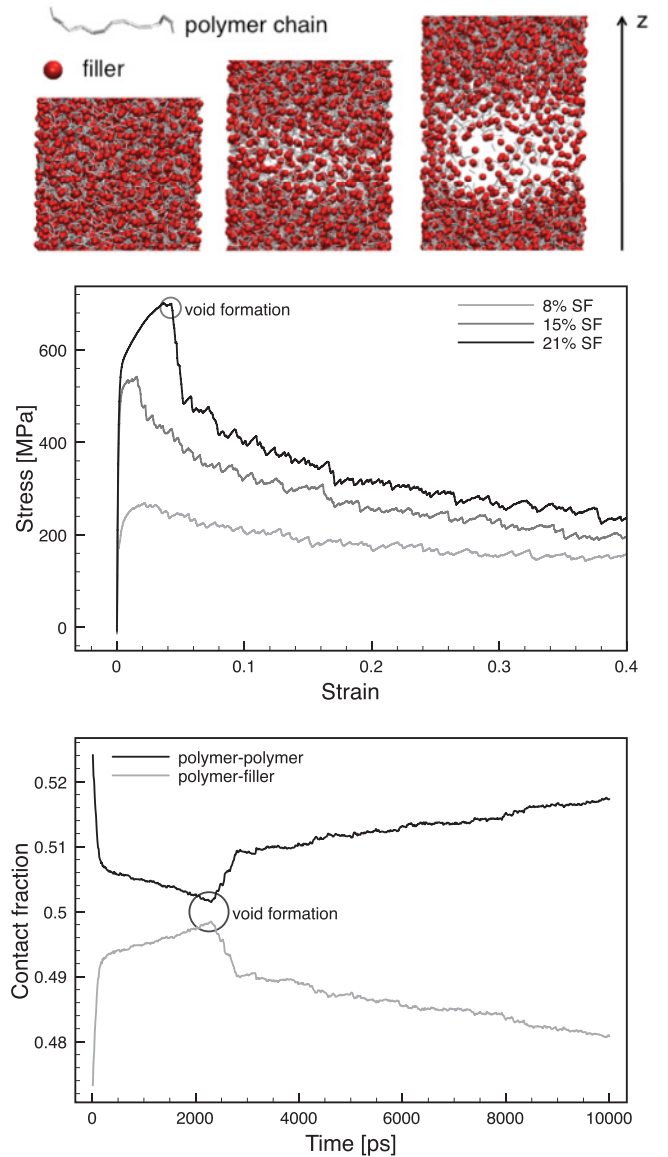 polymer chain
filler
z
void formation
8% SF
15% SF
21% SF
600
400
200
0
Stress [MPa]
0
0.1
0.2
0.3
0.4
Strain
polymer-polymer
polymer-filler
0.52
0.51
0.5
0.49
0.48
Contact fraction
void formation
0
2000
4000
6000
8000
10000
Time [ps]